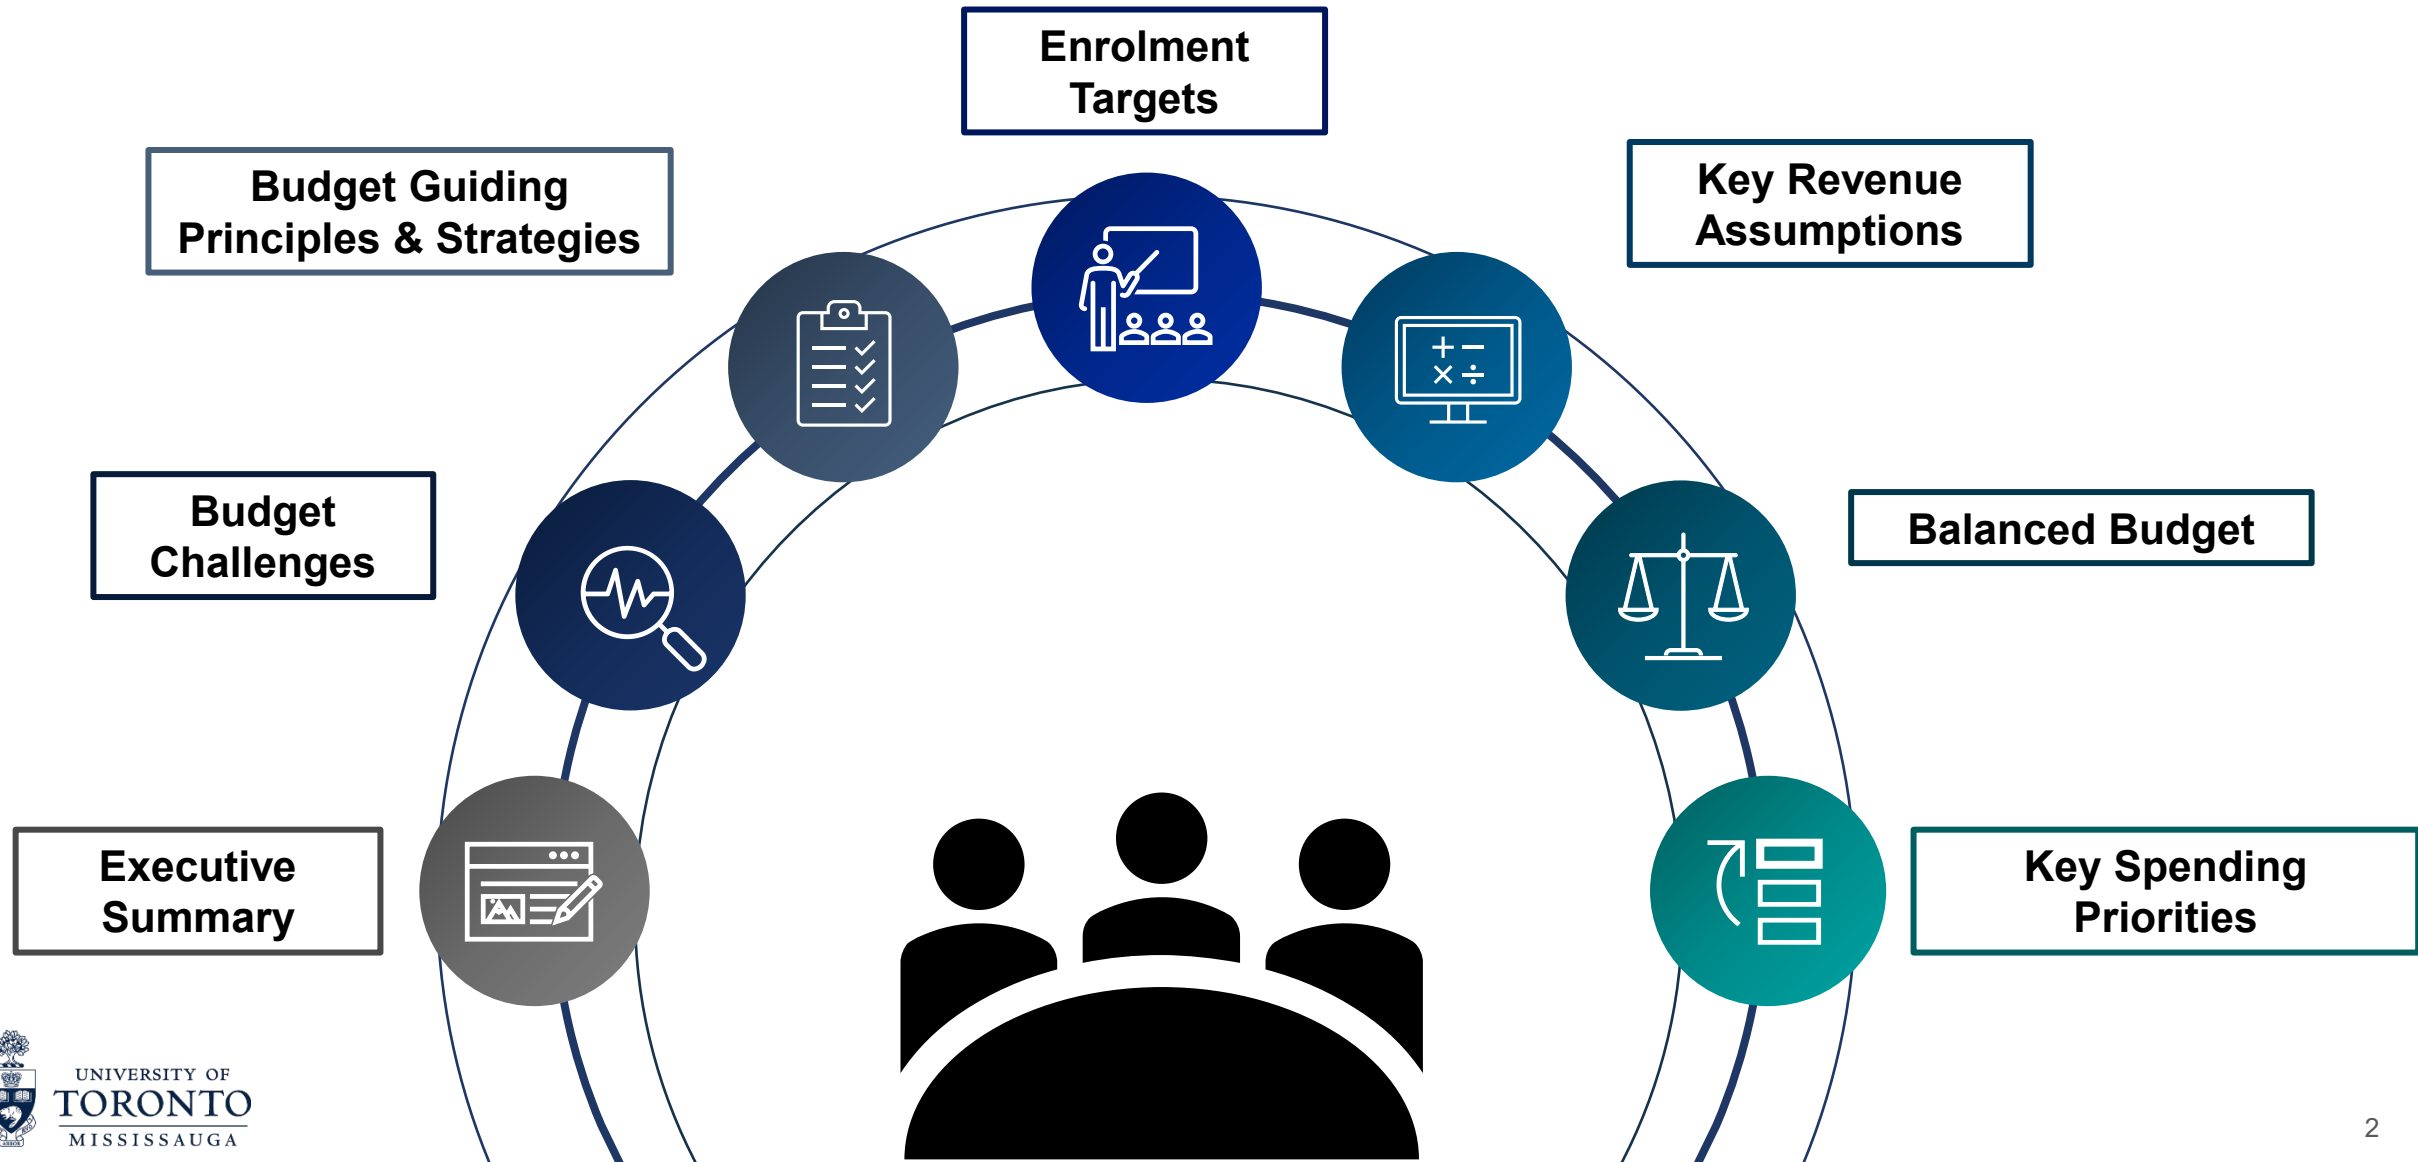 Enrolment
Targets
Budget Guiding
Principles & Strategies
Key Revenue
Assumptions
Budget
Challenges
Balanced Budget
Executive
Summary
Key Spending
Priorities
UNIVERSITY OF
TORONTO
MISSISSAUGA
2